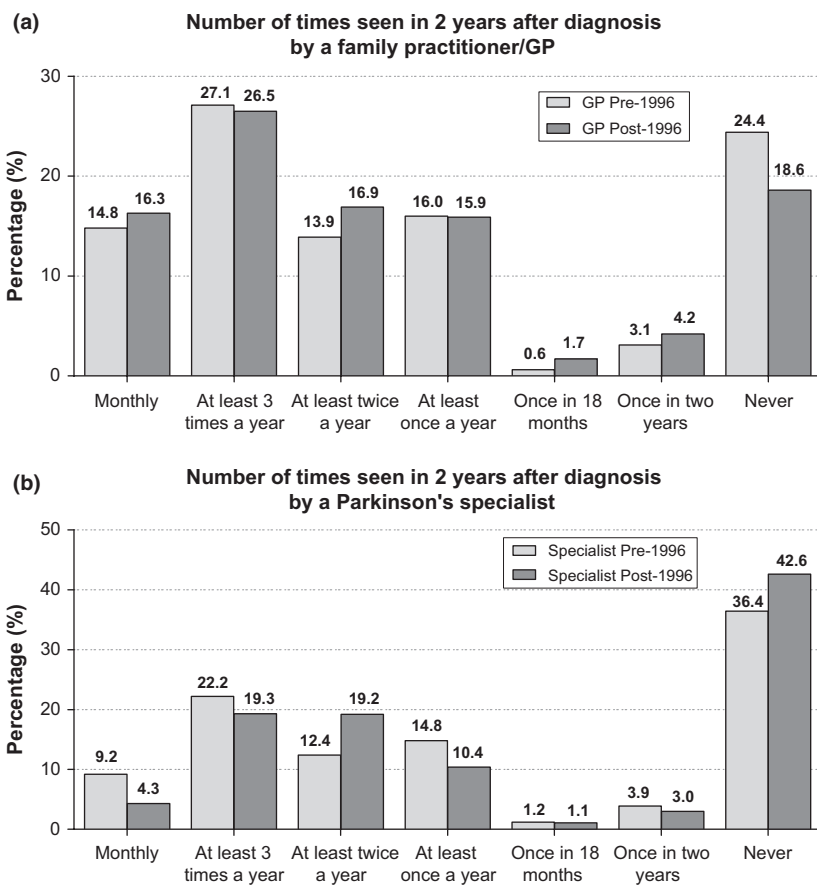 (a)
Number of times seen in 2 years after diagnosis
by a family practitioner/GP
Percentage (%)
30
20
10
0
GP Pre-1996
GP Post-1996
14.8
16.3
27.1
26.5
13.9
16.9
16.0
15.9
0.6
1.7
3.1
4.2
24.4
18.6
Monthly
At least 3
times a year
At least twice
a year
At least
once a year
Once in 18
months
Once in two
years
Never
(b)
Number of times seen in 2 years after diagnosis
by a Parkinson's specialist
Percentage (%)
50
40
30
20
10
0
Specialist Pre-1996
Specialist Post-1996
9.2
4.3
22.2
19.3
12.4
19.2
14.8
10.4
1.2
1.1
3.9
3.0
36.4
42.6
Monthly
At least 3
times a year
At least twice
a year
At least
once a year
Once in 18
months
Once in two
years
Never